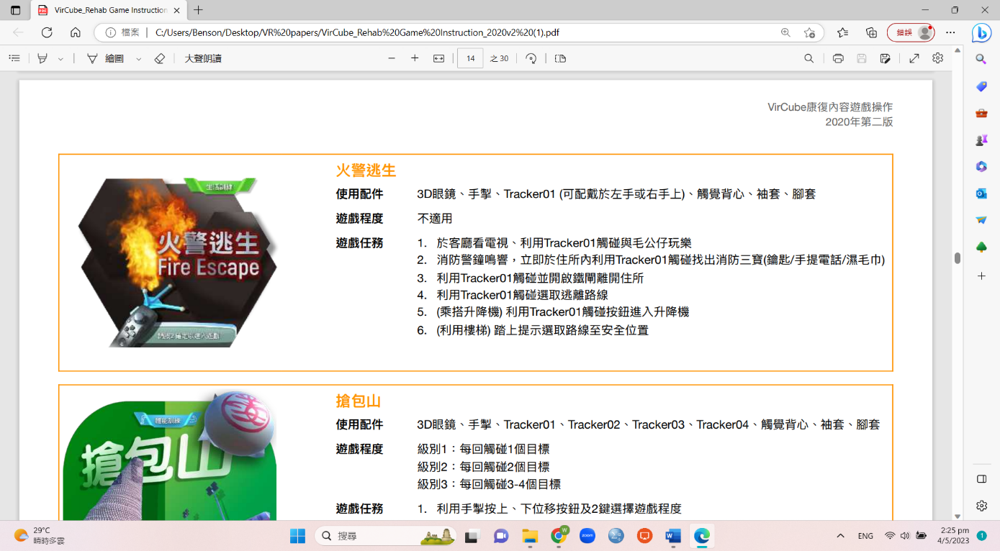 VirCube_Rehab Game Instruction
檔案
C:/Users/Benson/Desktop/VR%20papers/VirCube_Rehab%20Game%20Instruction_2020v2%20(1).pdf
錯誤
繪圖
大聲朗讀
14 之 30
VirCube康復內容遊戲操作
2020年第二版
生活訓練
火警逃生
Fire Escape
火警逃生
使用配件 3D眼鏡、手掣、Tracker01 (可配戴於左手或右手上)、觸覺背心、袖套、腳套
遊戲程度 不適用
遊戲任務 1. 於客廳看電視、利用Tracker01觸碰與毛公仔玩樂
2. 消防警鐘鳴響，立即於住所內利用Tracker01觸碰找出消防三寶(鑰匙/手提電話/濕毛巾)
3. 利用Tracker01觸碰並開啟鐵閘離開住所
4. 利用Tracker01觸碰選取逃離路線
5. (乘搭升降機) 利用Tracker01觸碰按鈕進入升降機
6. (利用樓梯) 踏上提示選取路線至安全位置
體能訓練
搶包山
搶包山
使用配件 3D眼鏡、手掣、Tracker01、Tracker02、Tracker03、Tracker04、觸覺背心、袖套、腳套
遊戲程度 級別1：每回觸碰1個目標
級別2：每回觸碰2個目標
級別3：每回觸碰3-4個目標
遊戲任務 1. 利用手掣按上、下位移按鈕及2鍵選擇遊戲程度
29°C
晴時多雲
搜尋
W
zoom
W
ENG
2:25 pm
4/5/2023
1